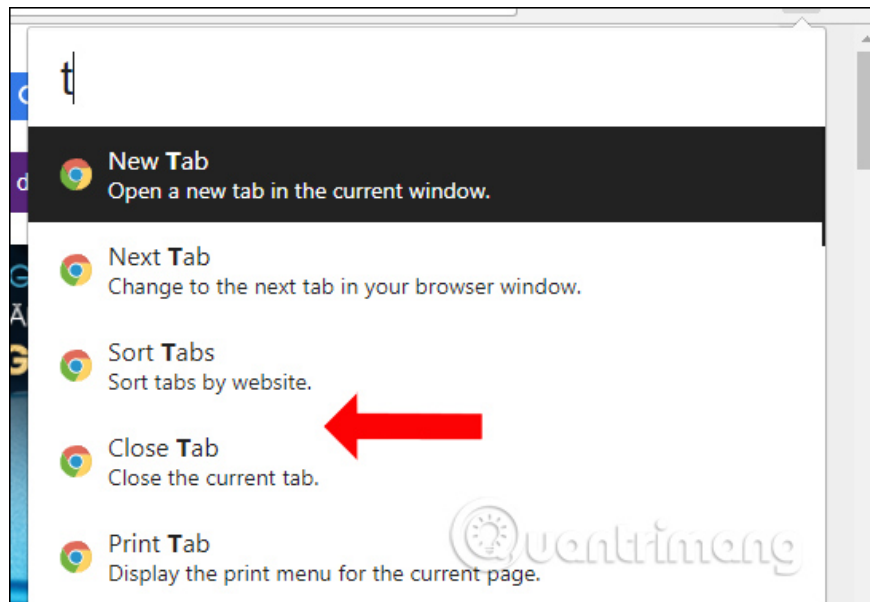 t
New Tab
Open a new tab in the current window.
Next Tab
Change to the next tab in your browser window.
Sort Tabs
Sort tabs by website.
Close Tab
Close the current tab.
Print Tab
Display the print menu for the current page.
Quantrimang